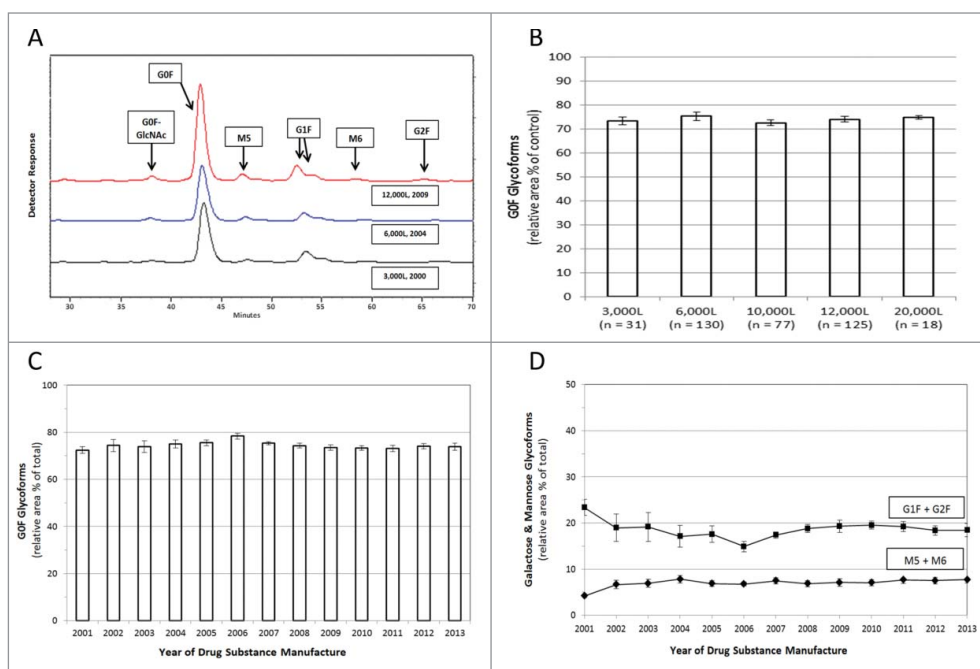 A
G0F
G0F-
GlcNAc
M5
G1F
M6
G2F
12,000L, 2009
6,000L, 2004
3,000L, 2000
Detector Response
30 40 45 50 55 60 65 70
Minutes
B
G0F Glycoforms
(relative area % of control)
100
90
80
70
60
50
40
30
20
10
0
3,000L 6,000L 10,000L 12,000L 20,000L
(n = 31) (n = 130) (n = 77) (n = 125) (n = 18)
C
G0F Glycoforms
(relative area % of total)
100
80
60
40
20
0
2001 2002 2003 2004 2005 2006 2007 2008 2009 2010 2011 2012 2013
Year of Drug Substance Manufacture
D
Galactose & Mannose Glycoforms
(relative area % of total)
50
40
30
20
10
0
G1F + G2F
M5 + M6
2001 2002 2003 2004 2005 2006 2007 2008 2009 2010 2011 2012 2013
Year of Drug Substance Manufacture